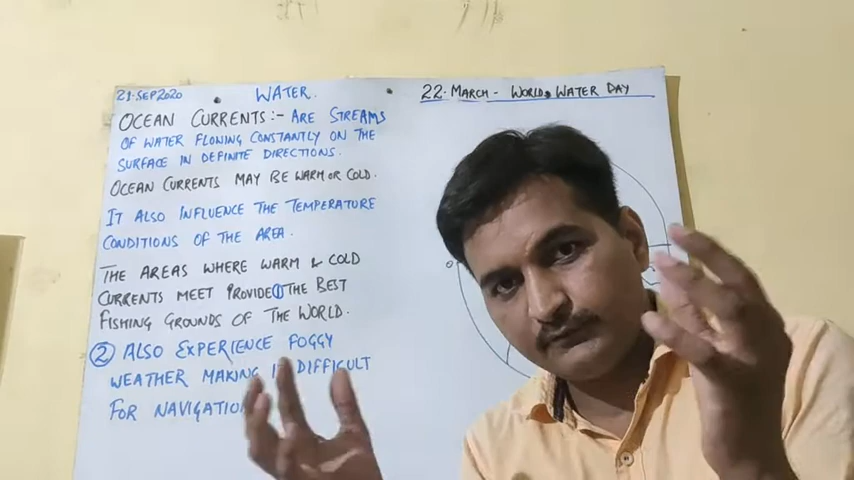 21·SEP2020
WATER.
22·MARCH - WORLD WATER DAY
OCEAN CURRENTS:- ARE STREAMS
OF WATER FLONING CONSTANTLY ON THE
SURFACE IN DEFINITE DIRECTIONS.
OCEAN CURRENTS MAY BE WARM OR COLD.
IT ALSO INFLUENCE THE TEMPERATURE
CONDITIONS OF THE AREA.
THE AREAS WHERE WARM & COLD
CURRENTS MEET PROVIDE ① THE BEST
FISHING GROUNDS OF THE WORLD.
② ALSO EXPERIENCE FOGGY
WEATHER MAKING IT DIFFICULT
FOR NAVIGATION